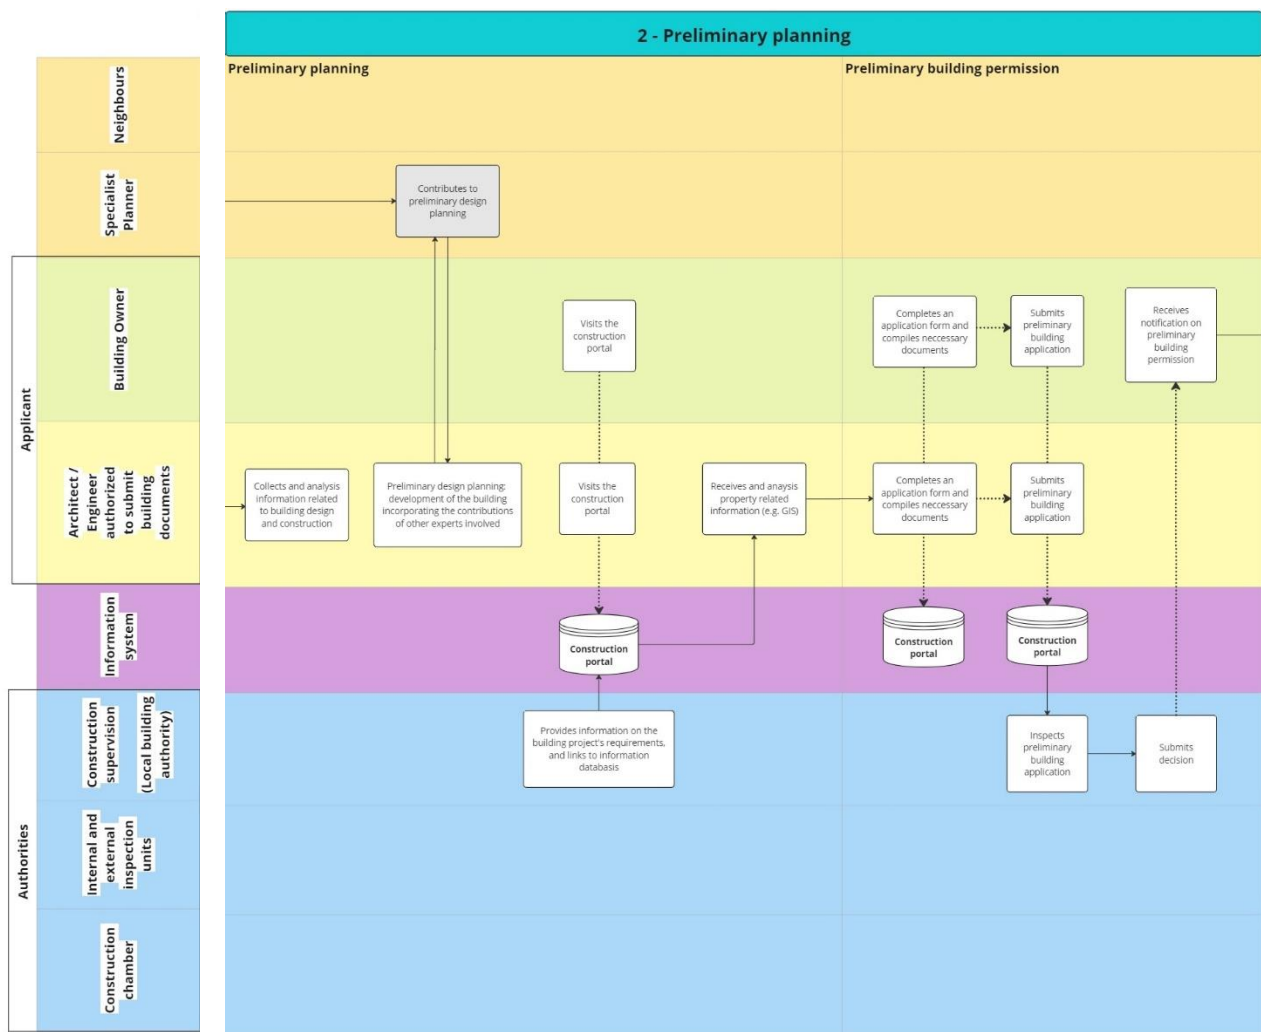 2 - Preliminary planning
Preliminary planning
Preliminary building permission
Neighbours
Specialist
Planner
Contributes to
preliminary design
planning
Applicant
Building Owner
Visits the
construction
portal
Completes an
application form and
compiles neccessary
documents
Submits
preliminary
building
application
Receives
notification on
preliminary
building
permission
Architect /
Engineer
authorized
to submit
building
documents
Collects and analysis
information related
to building design
and construction
Preliminary design planning:
development of the building
incorporating the contributions
of other experts involved
Visits the
construction
portal
Receives and anaysis
property related
information (e.g. GIS)
Completes an
application form and
compiles neccessary
documents
Submits
preliminary
building
application
Information
system
Construction
portal
Construction
portal
Construction
portal
Authorities
Construction
supervision
(Local building
authority)
Provides information on the
building project's requirements,
and links to information
databasis
Inspects
preliminary
building
application
Submits
decision
Internal and
external
inspection
units
Construction
chamber